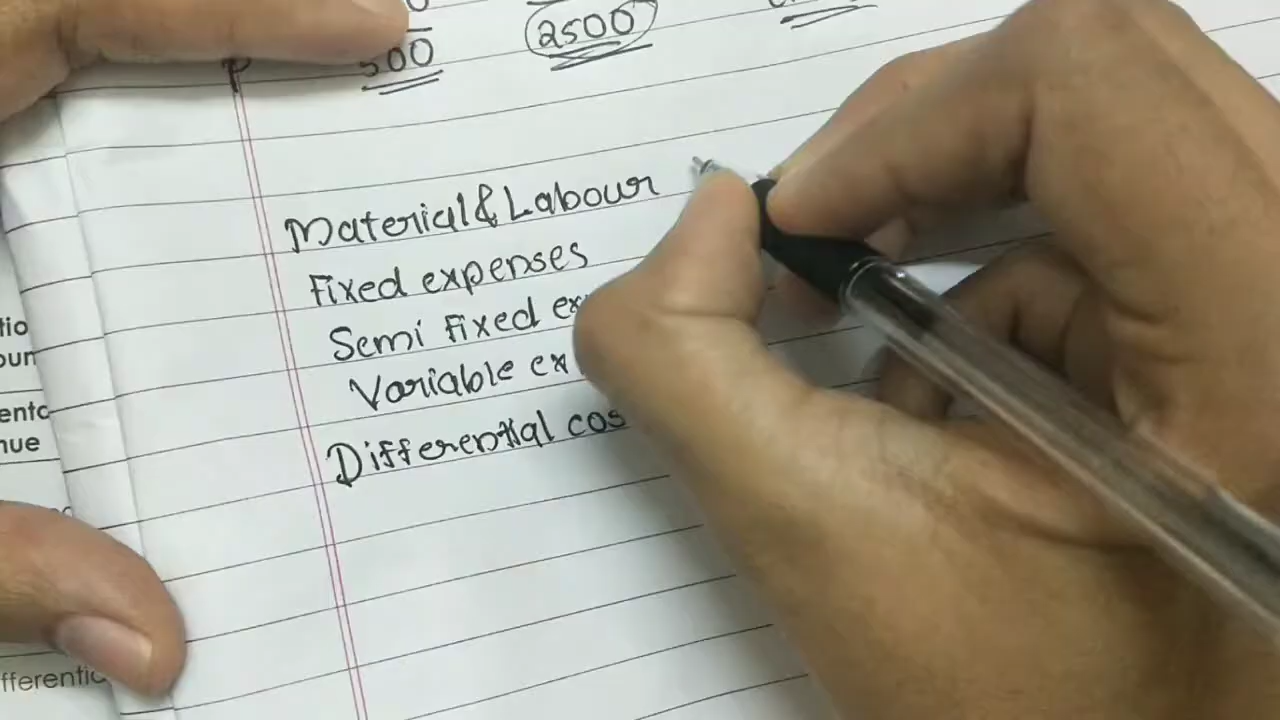 500
2500
P
Material & Labour
Fixed expenses
Semi fixed ex
Variable ex
Differential cos